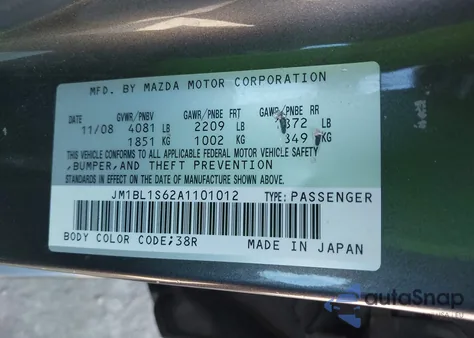 MFD. BY MAZDA MOTOR CORPORATION
DATE GVWR/PNBV GAWR/PNBE FRT GAWR/PNBE RR
11/08 4081 LB 2209 LB 872 LB
1851 KG 1002 KG 849 KG
THIS VEHICLE CONFORMS TO ALL APPLICABLE FEDERAL MOTOR VEHICLE SAFETY
, BUMPER, AND THEFT PREVENTION
STANDARDS IN EFFECT ON THE DATE OF MANUFACTURE SHOWN ABOVE.
JM1BL1S62A1101012 TYPE: PASSENGER
BODY COLOR CODE;38R MADE IN JAPAN
autoSnap